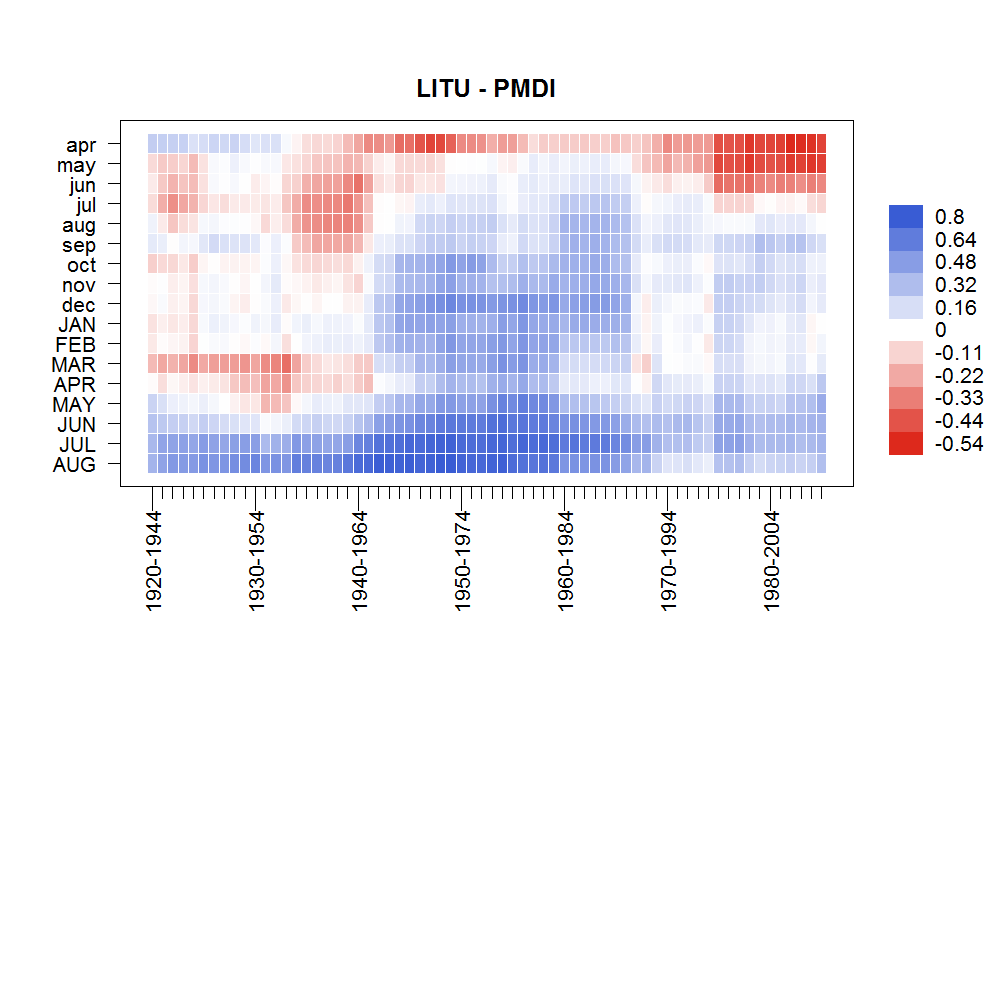 LITU - PMDI
apr
may
jun
jul
aug
sep
oct
nov
dec
JAN
FEB
MAR
APR
MAY
JUN
JUL
AUG
1920-1944
1930-1954
1940-1964
1950-1974
1960-1984
1970-1994
1980-2004
0.8
0.64
0.48
0.32
0.16
0
-0.11
-0.22
-0.33
-0.44
-0.54